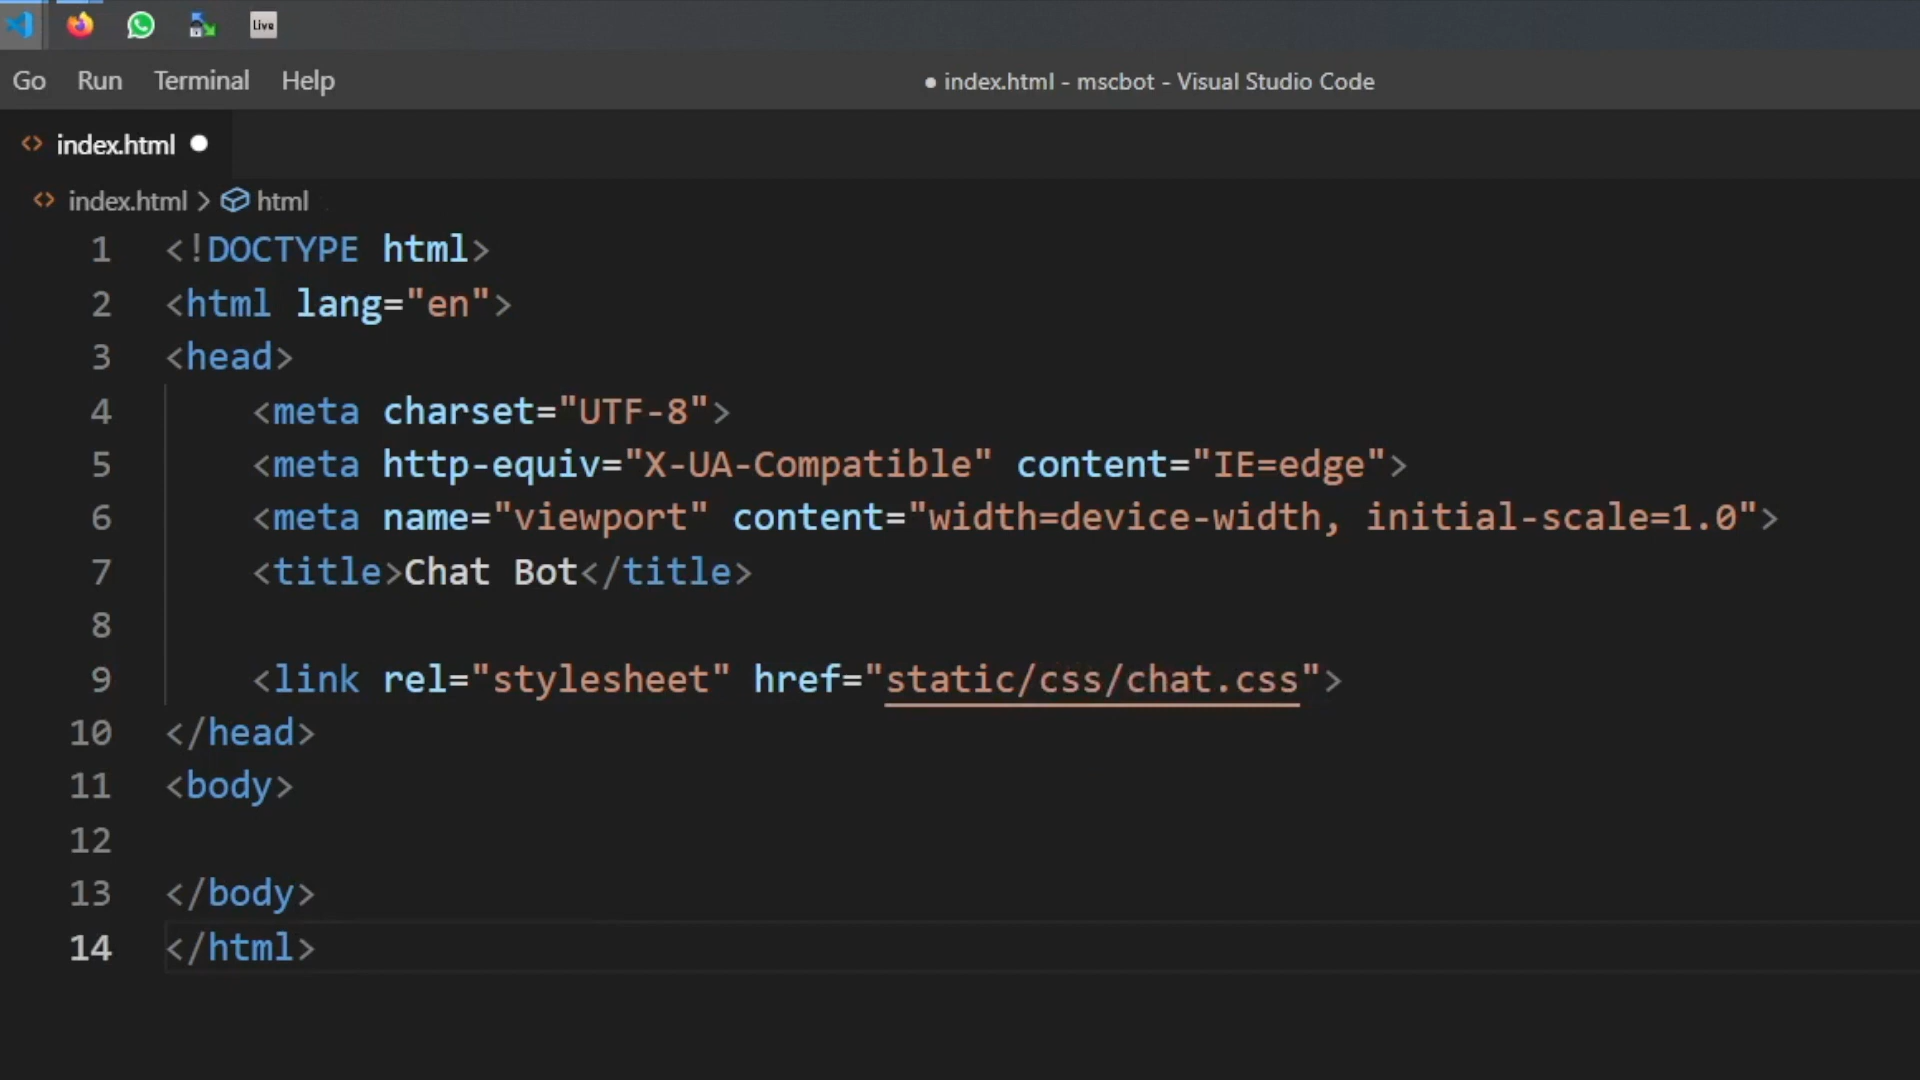 Live
Go Run Terminal Help
● index.html - mscbot - Visual Studio Code
index.html
index.html > html
1 <!DOCTYPE html>
2 <html lang="en">
3 <head>
4     <meta charset="UTF-8">
5     <meta http-equiv="X-UA-Compatible" content="IE=edge">
6     <meta name="viewport" content="width=device-width, initial-scale=1.0">
7     <title>Chat Bot</title>
8
9     <link rel="stylesheet" href="static/css/chat.css">
10 </head>
11 <body>
12
13 </body>
14 </html>